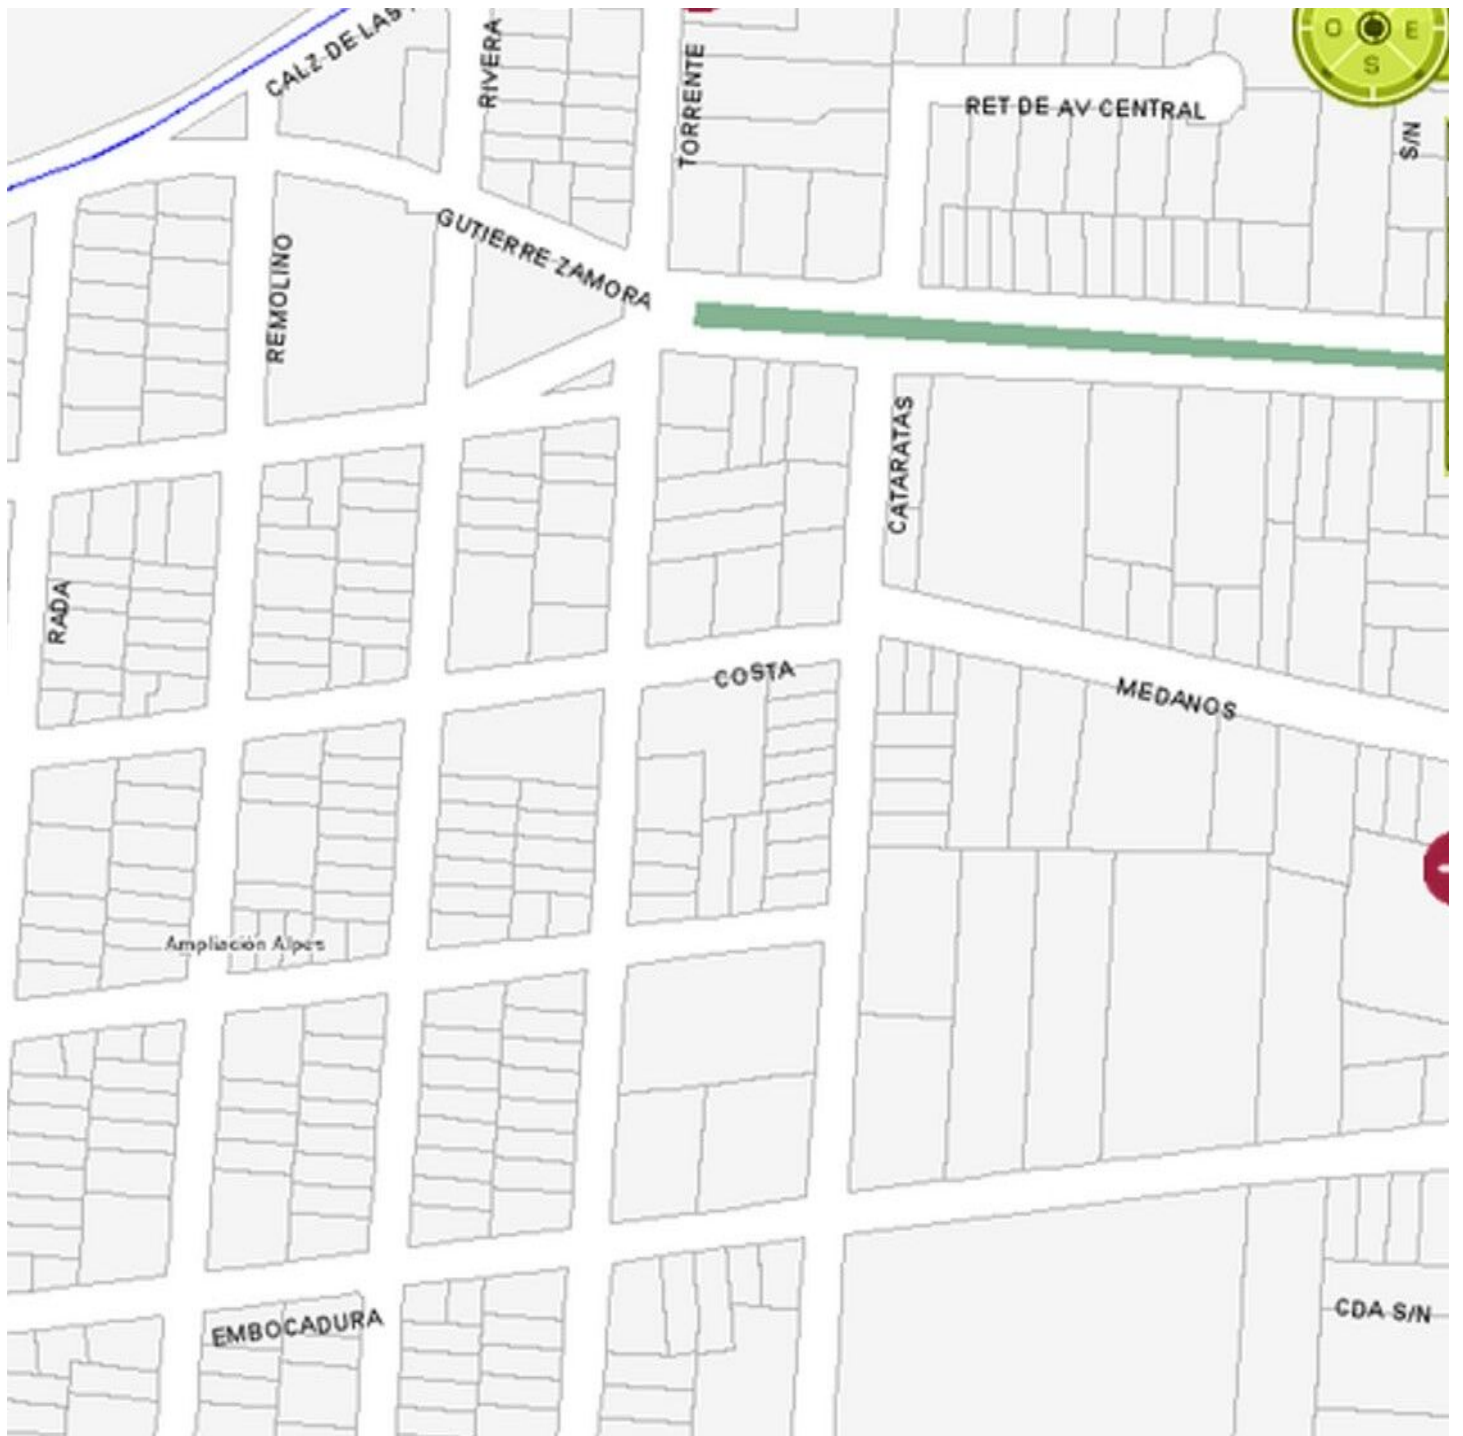 CALZ DE LAS
RIVERA
TORRENTE
RET DE AV CENTRAL
O
E
S
S/N
REMOLINO
GUTIERRE ZAMORA
CATARATAS
RADA
COSTA
MEDANOS
Ampliación Alpes
EMBOCADURA
CDA S/N